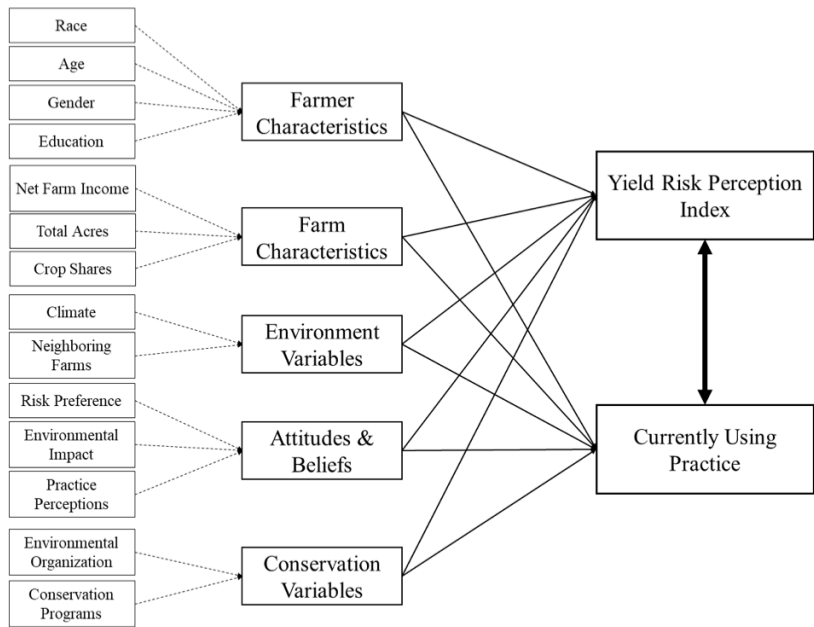 Race
Age
Gender
Education
Net Farm Income
Total Acres
Crop Shares
Climate
Neighboring
Farms
Risk Preference
Environmental
Impact
Practice
Perceptions
Environmental
Organization
Conservation
Programs
Farmer
Characteristics
Farm
Characteristics
Environment
Variables
Attitudes &
Beliefs
Conservation
Variables
Yield Risk Perception
Index
Currently Using
Practice